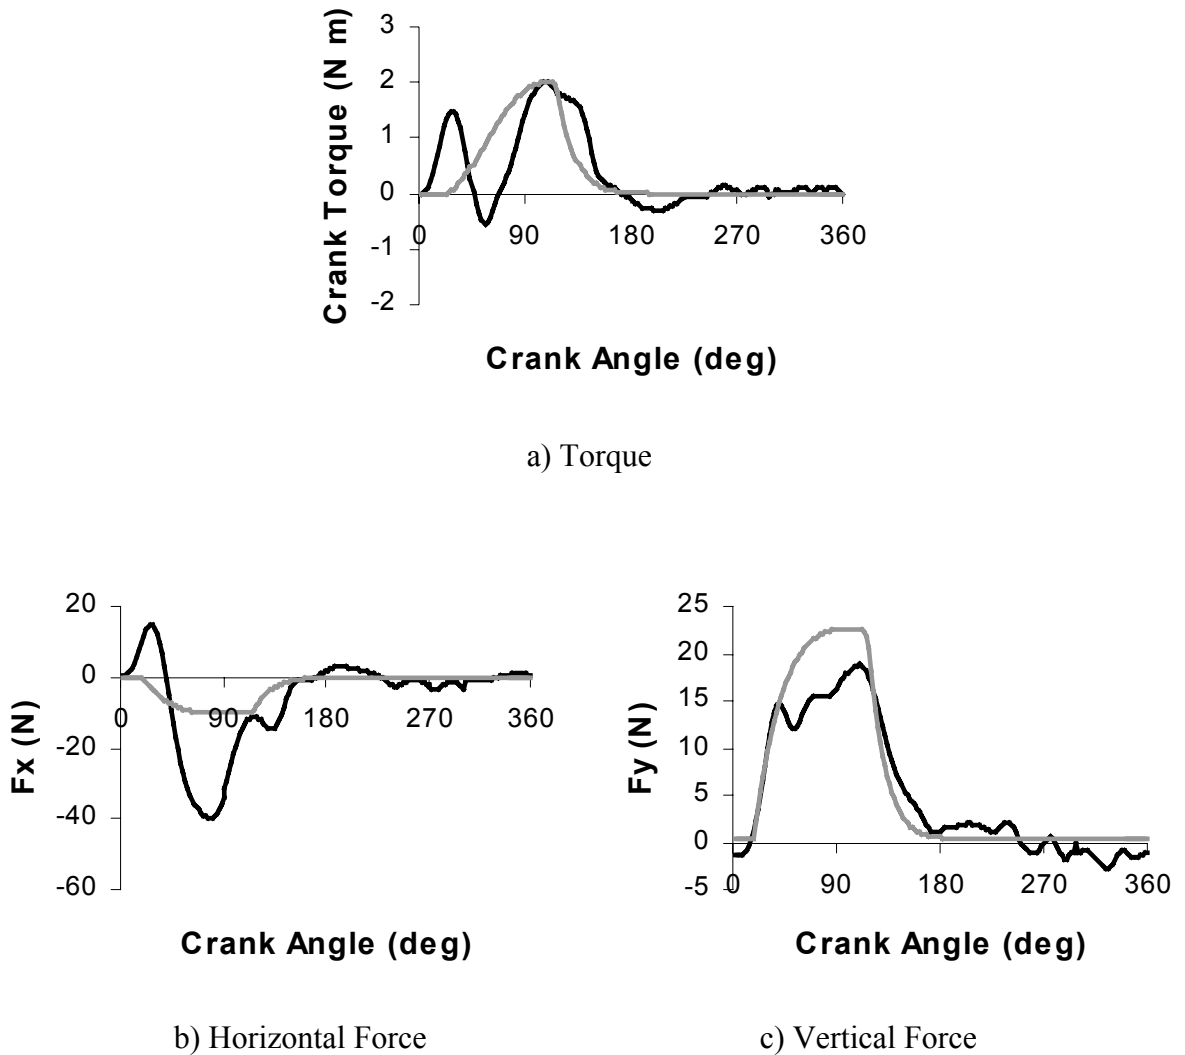 3
2
1
0
-1
-2
Crank Torque (N m)
0 90 180 270 360
Crank Angle (deg)
a) Torque
20
0
-20
-40
-60
Fx (N)
0 90 180 270 360
Crank Angle (deg)
b) Horizontal Force
25
20
15
10
5
0
-5
Fy (N)
0 90 180 270 360
Crank Angle (deg)
c) Vertical Force